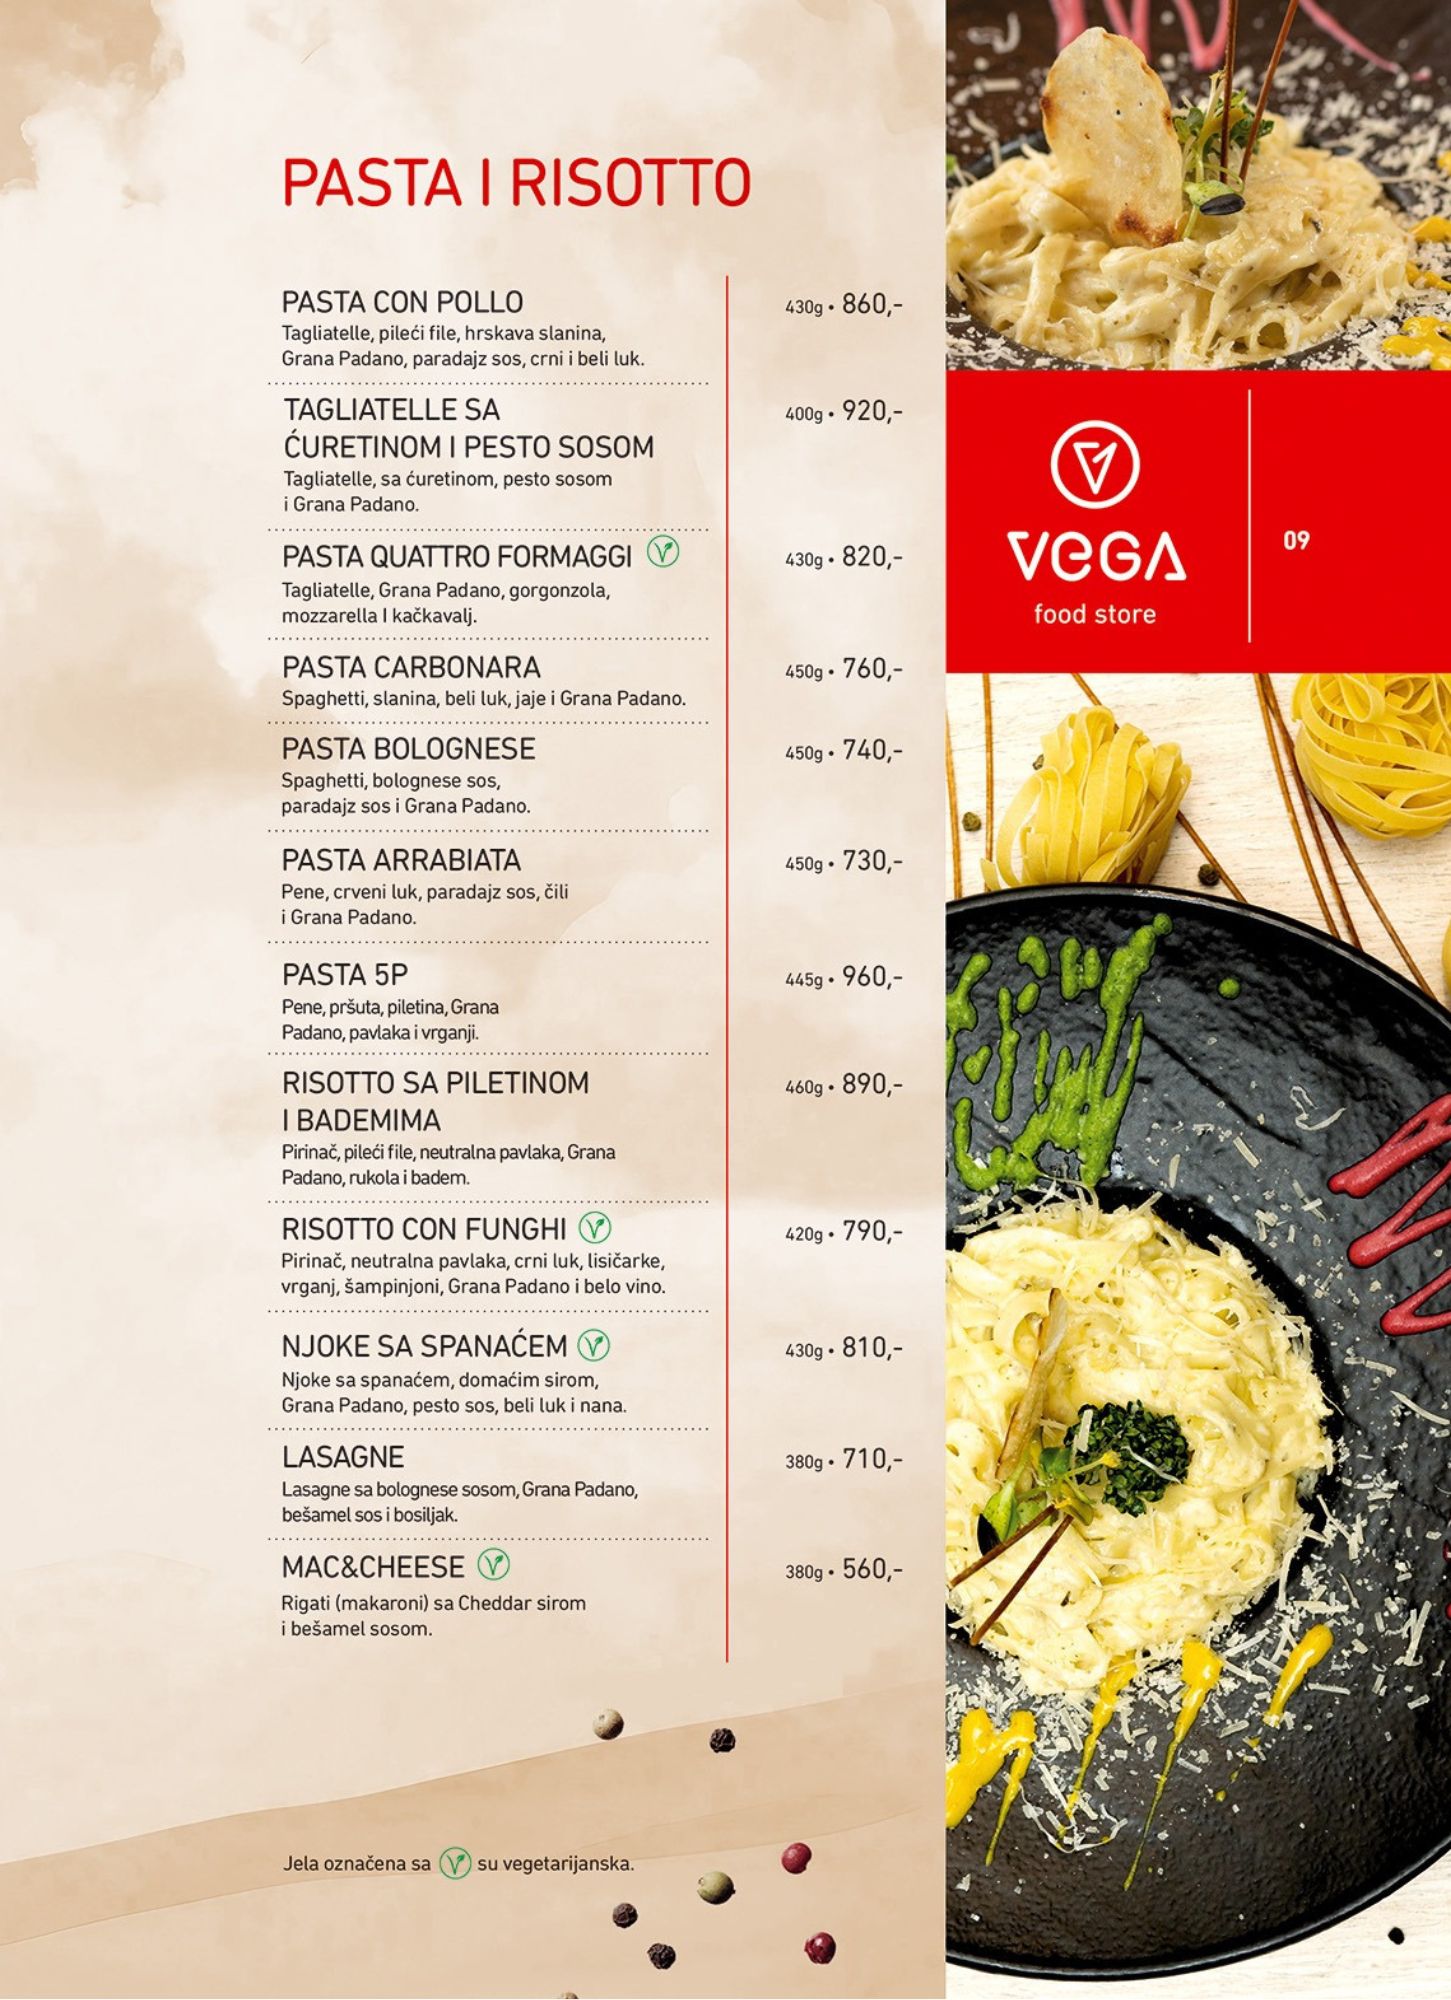 PASTA I RISOTTO
PASTA CON POLLO
430g • 860,-
Tagliatelle, pileći file, hrskava slanina,
Grana Padano, paradajz sos, crni i beli luk.
TAGLIATELLE SA
400g • 920,-
ĆURETINOM I PESTO SOSOM
Tagliatelle, sa ćuretinom, pesto sosom
i Grana Padano.
PASTA QUATTRO FORMAGGI
430g • 820,-
Tagliatelle, Grana Padano, gorgonzola,
mozzarella I kačkavalj.
PASTA CARBONARA
450g • 760,-
Spaghetti, slanina, beli luk, jaje i Grana Padano.
PASTA BOLOGNESE
450g • 740,-
Spaghetti, bolognese sos,
paradajz sos i Grana Padano.
PASTA ARRABIATA
450g • 730,-
Pene, crveni luk, paradajz sos, čili
i Grana Padano.
PASTA 5P
445g • 960,-
Pene, pršuta, piletina, Grana
Padano, pavlaka i vrganji.
RISOTTO SA PILETINOM
460g • 890,-
I BADEMIMA
Pirinač, pileći file, neutralna pavlaka, Grana
Padano, rukola i badem.
RISOTTO CON FUNGHI
420g • 790,-
Pirinač, neutralna pavlaka, crni luk, lisičarke,
vrganj, šampinjoni, Grana Padano i belo vino.
NJOKE SA SPANAĆEM
430g • 810,-
Njoke sa spanaćem, domaćim sirom,
Grana Padano, pesto sos, beli luk i nana.
LASAGNE
380g • 710,-
Lasagne sa bolognese sosom, Grana Padano,
bešamel sos i bosiljak.
MAC&CHEESE
380g • 560,-
Rigati (makaroni) sa Cheddar sirom
i bešamel sosom.
Jela označena sa V su vegetarijanska.
VEGA
food store
09